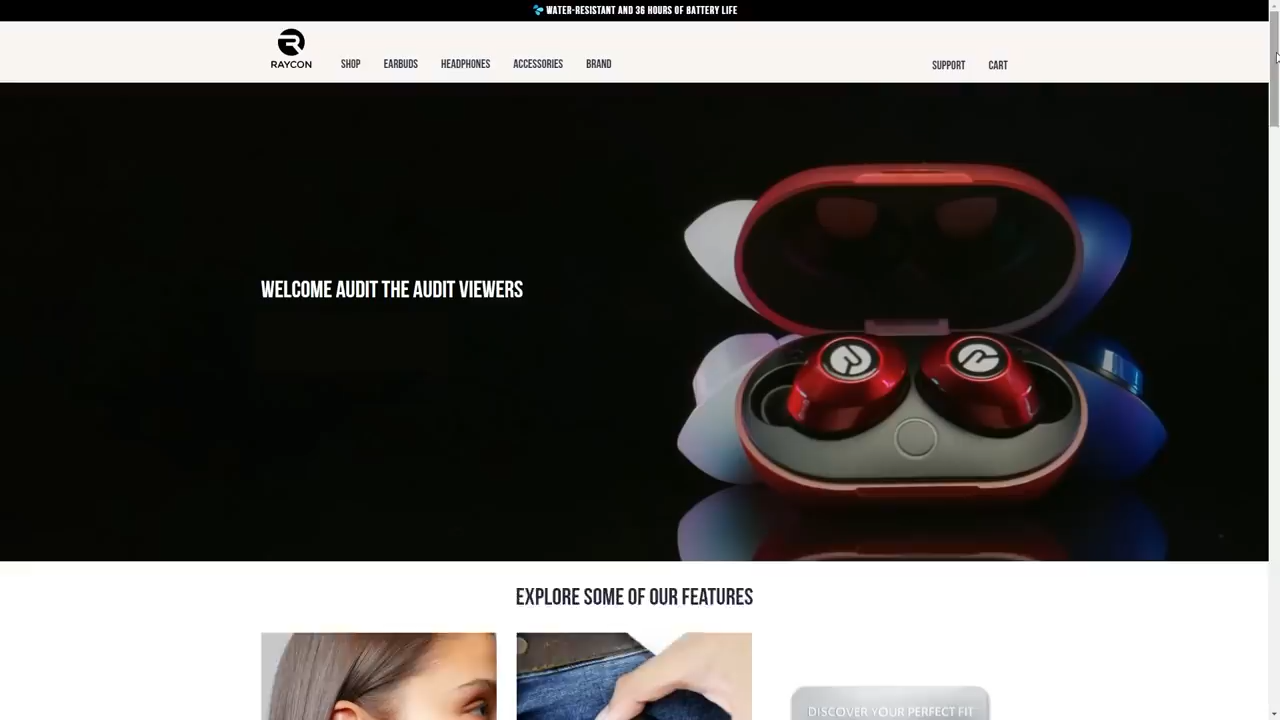 💦 WATER-RESISTANT AND 36 HOURS OF BATTERY LIFE
RAYCON
SHOP EARBUDS HEADPHONES ACCESSORIES BRAND
SUPPORT CART
WELCOME AUDIT THE AUDIT VIEWERS
EXPLORE SOME OF OUR FEATURES
DISCOVER YOUR PERFECT FIT